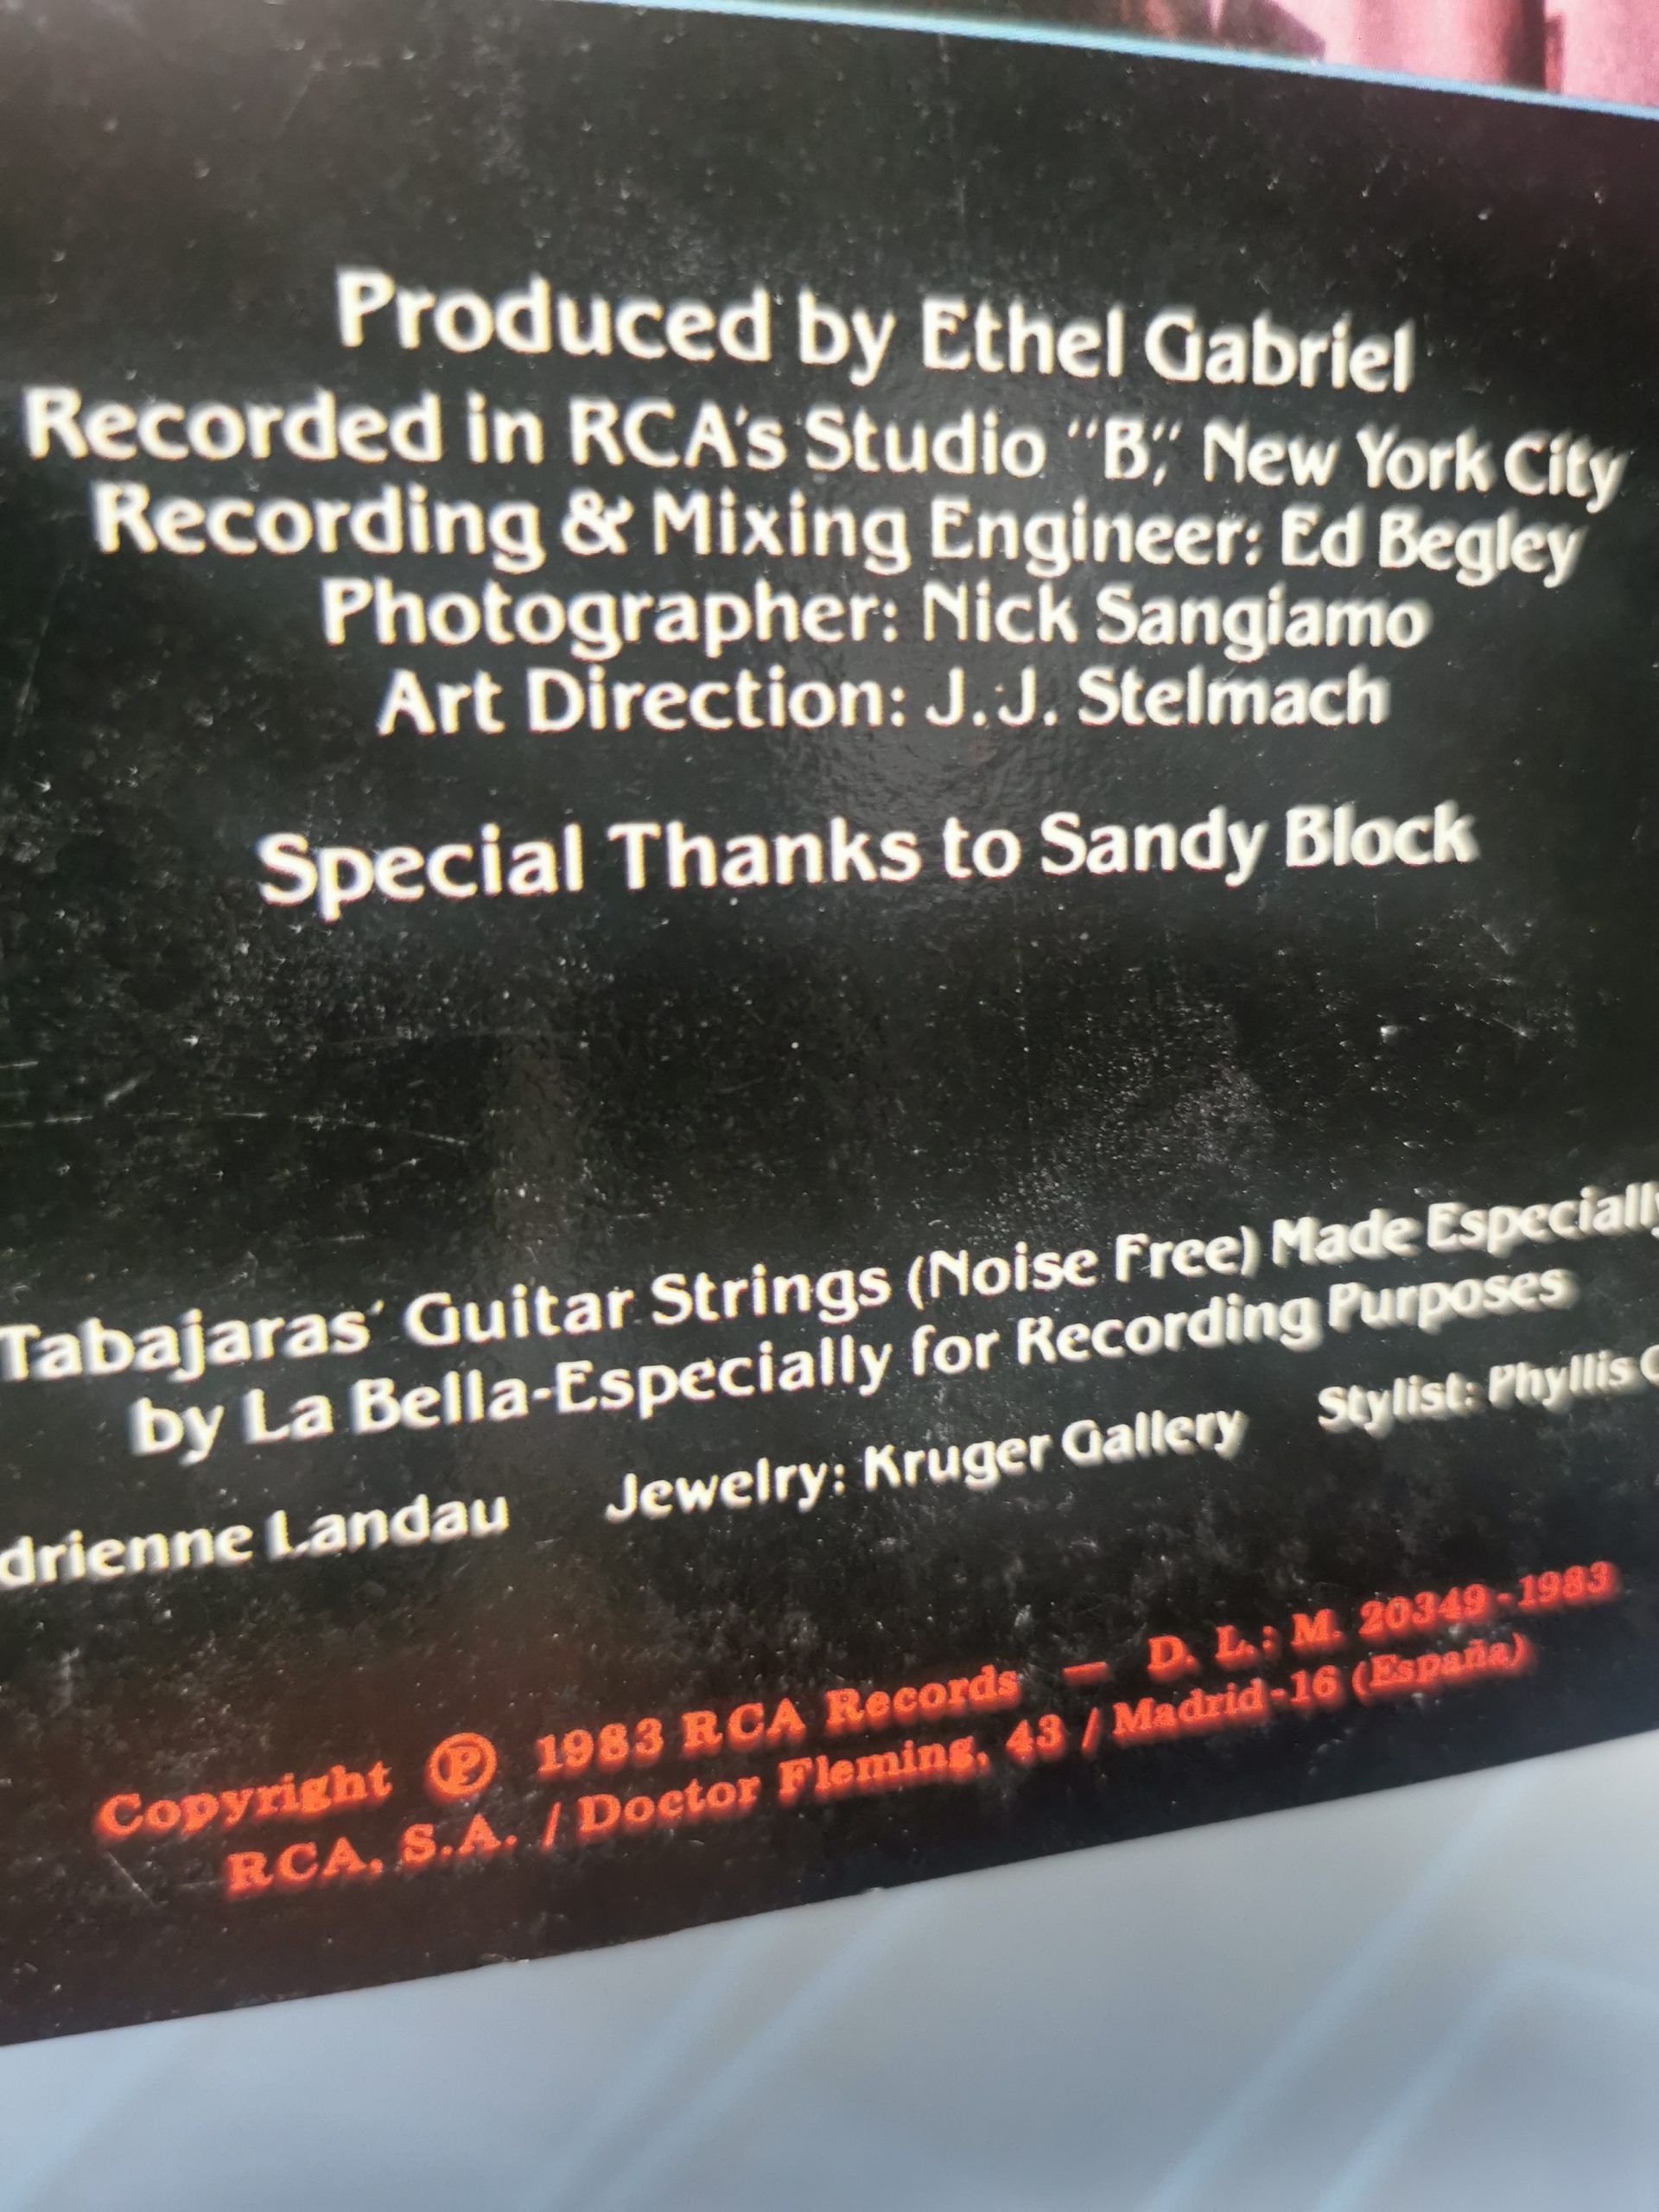 Produced by Ethel Gabriel
Recorded in RCA's Studio "B," New York City
Recording & Mixing Engineer: Ed Begley
Photographer: Nick Sangiamo
Art Direction: J.J. Stelmach
Special Thanks to Sandy Block
Tabajaras' Guitar Strings (Noise Free) Made Especially
by La Bella-Especially for Recording Purposes
drienne Landau Jewelry: Kruger Gallery Stylist: Phyllis
Copyright Ⓟ 1983 RCA Records — D. L.: M. 20349-1983
RCA, S.A. / Doctor Fleming, 43 / Madrid-16 (España)